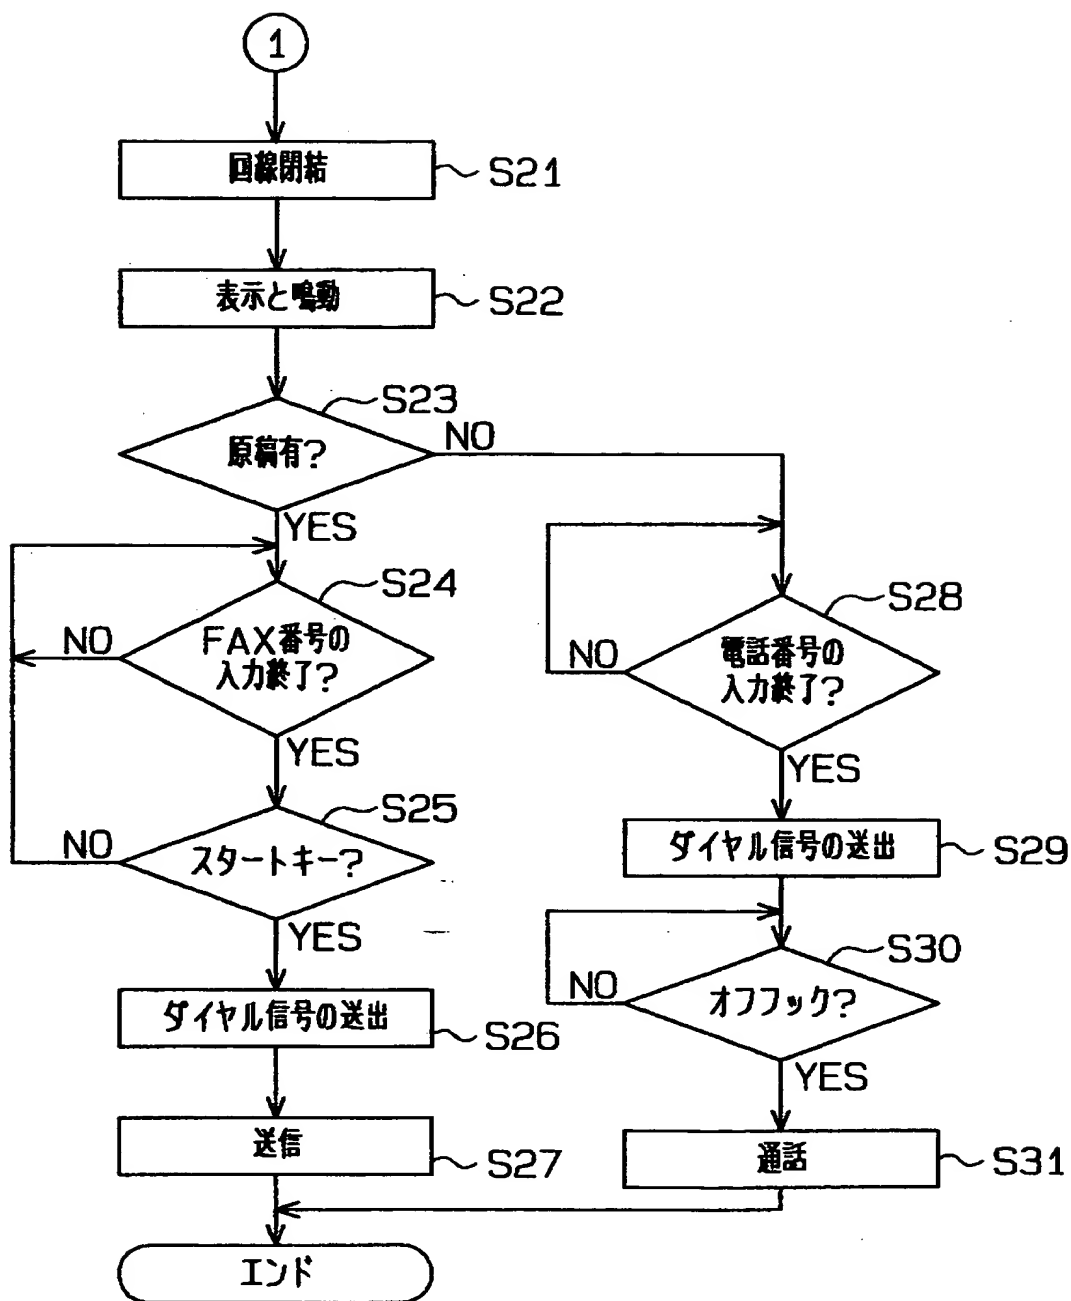 1
回線閉結
S21
表示と鳴動
S22
S23
原稿有?
NO
YES
S24
FAX番号の
入力終了?
NO
YES
S25
スタートキー?
NO
YES
ダイヤル信号の送出
S26
送信
S27
S28
電話番号の
入力終了?
NO
YES
ダイヤル信号の送出
S29
S30
オフフック?
NO
YES
通話
S31
エンド